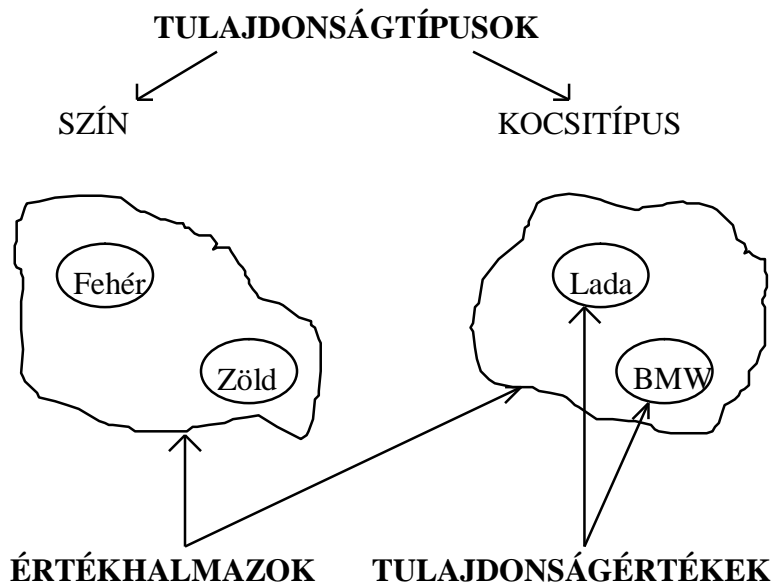 TULAJDONSÁGTÍPUSOK
SZÍN KOCSITÍPUS
Fehér Lada
Zöld BMW
ÉRTÉKHALMAZOK TULAJDONSÁGÉRTÉKEK